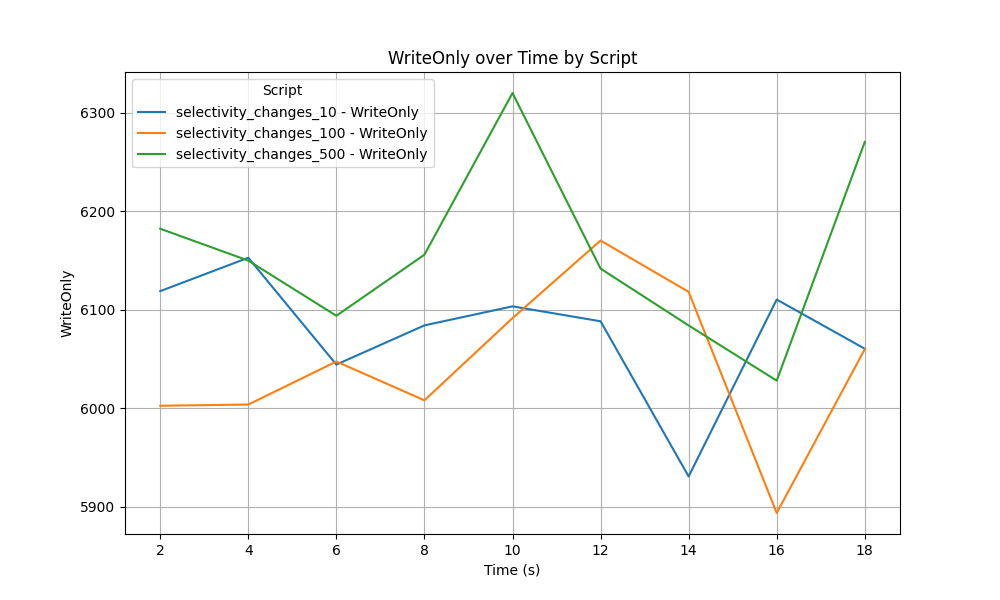 WriteOnly over Time by Script
Script
selectivity_changes_10 - WriteOnly
selectivity_changes_100 - WriteOnly
selectivity_changes_500 - WriteOnly
WriteOnly
6300
6200
6100
6000
5900
2 4 6 8 10 12 14 16 18
Time (s)